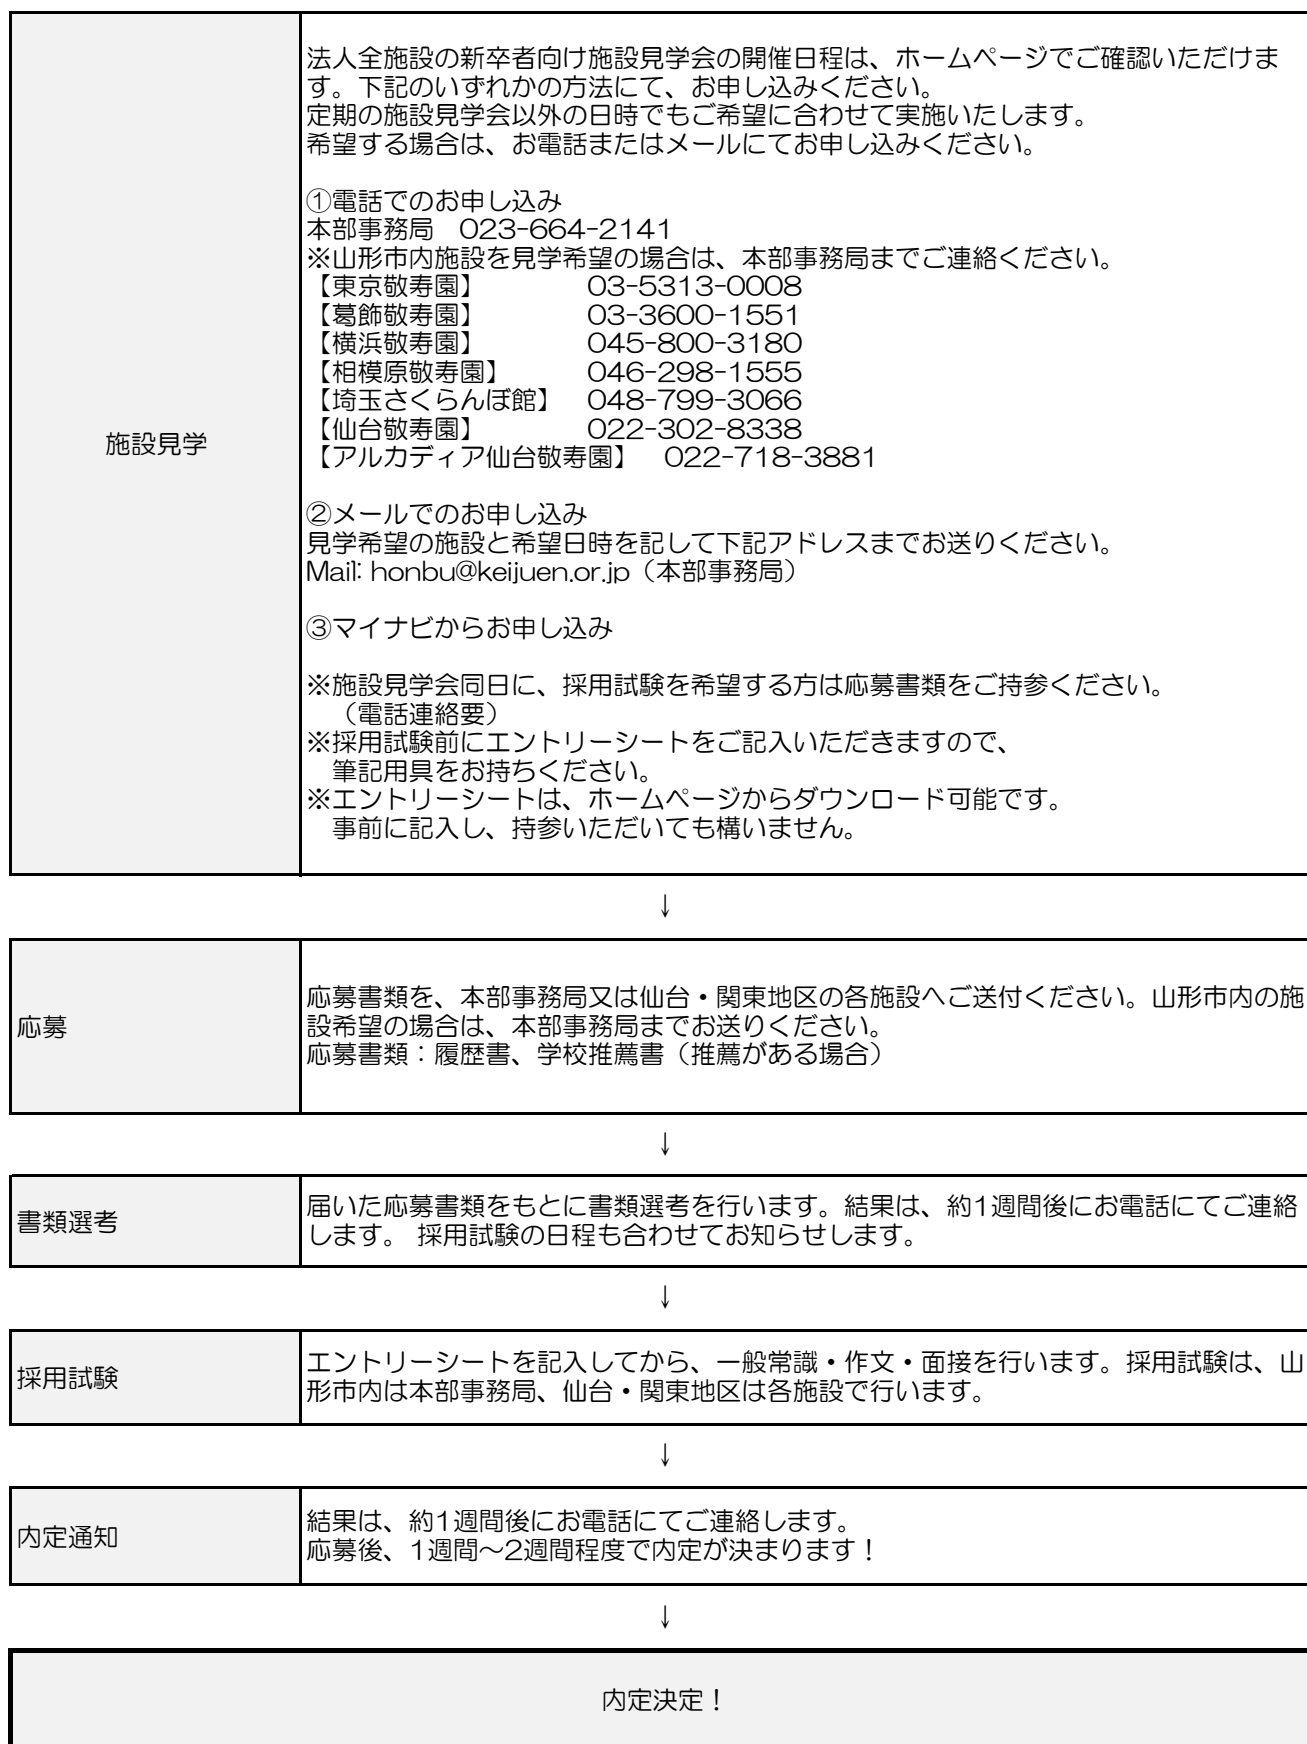 施設見学
法人全施設の新卒者向け施設見学会の開催日程は、ホームページでご確認いただけま
す。下記のいずれかの方法にて、お申し込みください。
定期の施設見学会以外の日時でもご希望に合わせて実施いたします。
希望する場合は、お電話またはメールにてお申し込みください。
①電話でのお申し込み
本部事務局　023-664-2141
※山形市内施設を見学希望の場合は、本部事務局までご連絡ください。
【東京敬寿園】　03-5313-0008
【葛飾敬寿園】　03-3600-1551
【横浜敬寿園】　045-800-3180
【相模原敬寿園】　046-298-1555
【埼玉さくらんぼ館】　048-799-3066
【仙台敬寿園】　022-302-8338
【アルカディア仙台敬寿園】　022-718-3881
②メールでのお申し込み
見学希望の施設と希望日時を記して下記アドレスまでお送りください。
Mail: honbu@keijuen.or.jp（本部事務局）
③マイナビからお申し込み
※施設見学会同日に、採用試験を希望する方は応募書類をご持参ください。
（電話連絡要）
※採用試験前にエントリーシートをご記入いただきますので、
筆記用具をお持ちください。
※エントリーシートは、ホームページからダウンロード可能です。
事前に記入し、持参いただいても構いません。
↓
応募
応募書類を、本部事務局又は仙台・関東地区の各施設へご送付ください。山形市内の施
設希望の場合は、本部事務局までお送りください。
応募書類：履歴書、学校推薦書（推薦がある場合）
↓
書類選考
届いた応募書類をもとに書類選考を行います。結果は、約1週間後にお電話にてご連絡
します。 採用試験の日程も合わせてお知らせします。
↓
採用試験
エントリーシートを記入してから、一般常識・作文・面接を行います。採用試験は、山
形市内は本部事務局、仙台・関東地区は各施設で行います。
↓
内定通知
結果は、約1週間後にお電話にてご連絡します。
応募後、1週間～2週間程度で内定が決まります！
↓
内定決定！